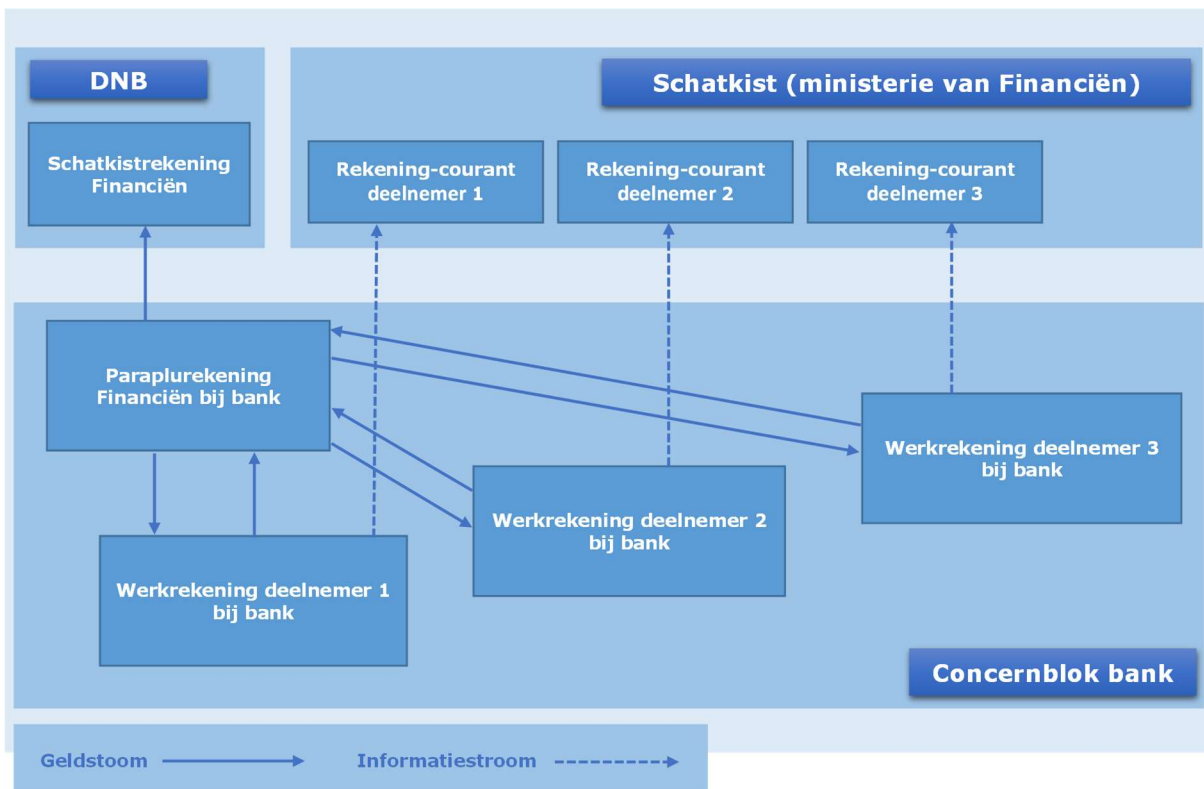 DNB
Schatkist (ministerie van Financiën)
Schatkistrekening
Financiën
Rekening-courant
deelnemer 1
Rekening-courant
deelnemer 2
Rekening-courant
deelnemer 3
Paraplurekening
Financiën bij bank
Werkrekening deelnemer 3
bij bank
Werkrekening deelnemer 2
bij bank
Werkrekening deelnemer 1
bij bank
Concernblok bank
Geldstoom
Informatiestroom